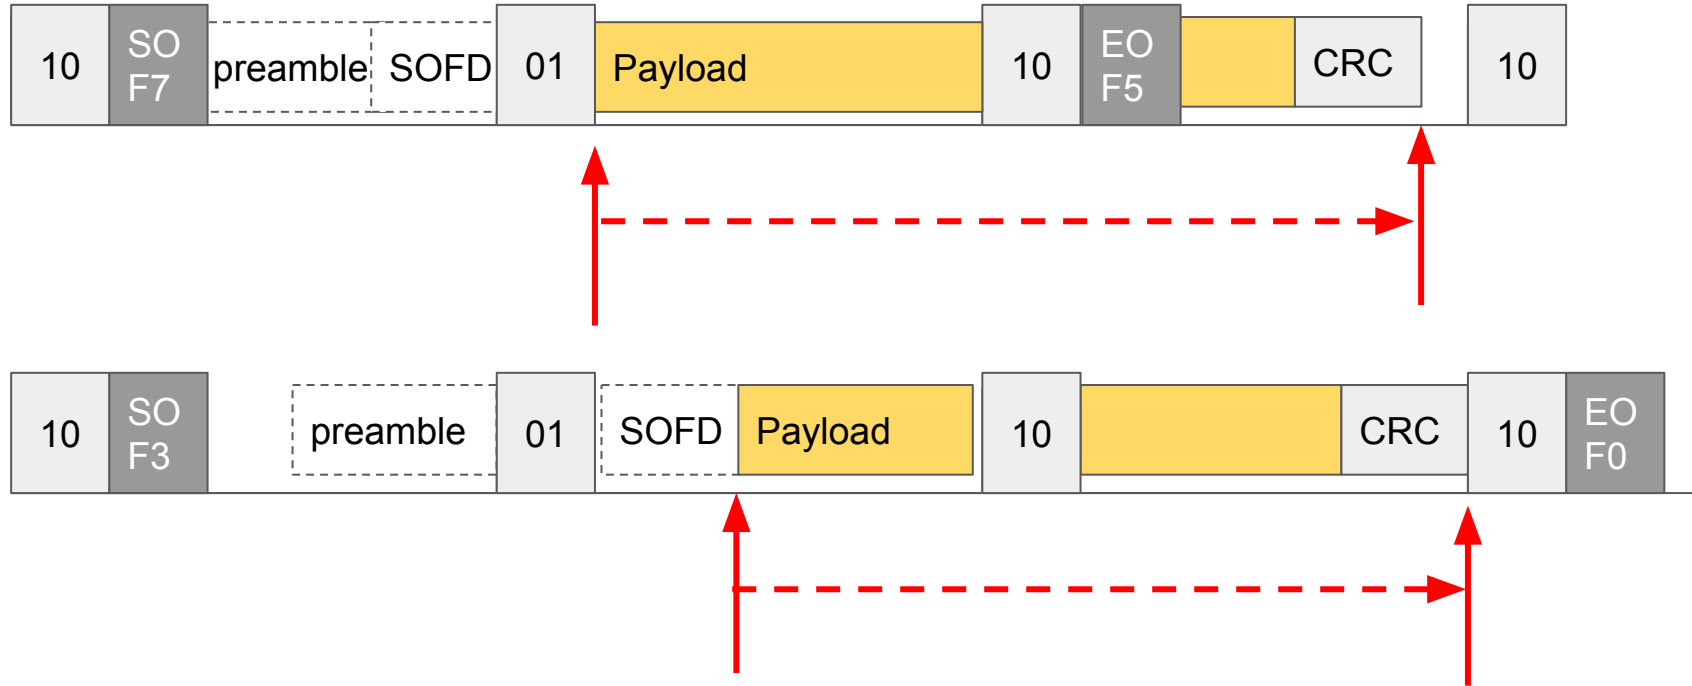 10 SO F7 preamble SOFD 01 Payload 10 EO F5 CRC 10
10 SO F3 preamble 01 SOFD Payload 10 CRC 10 EO F0